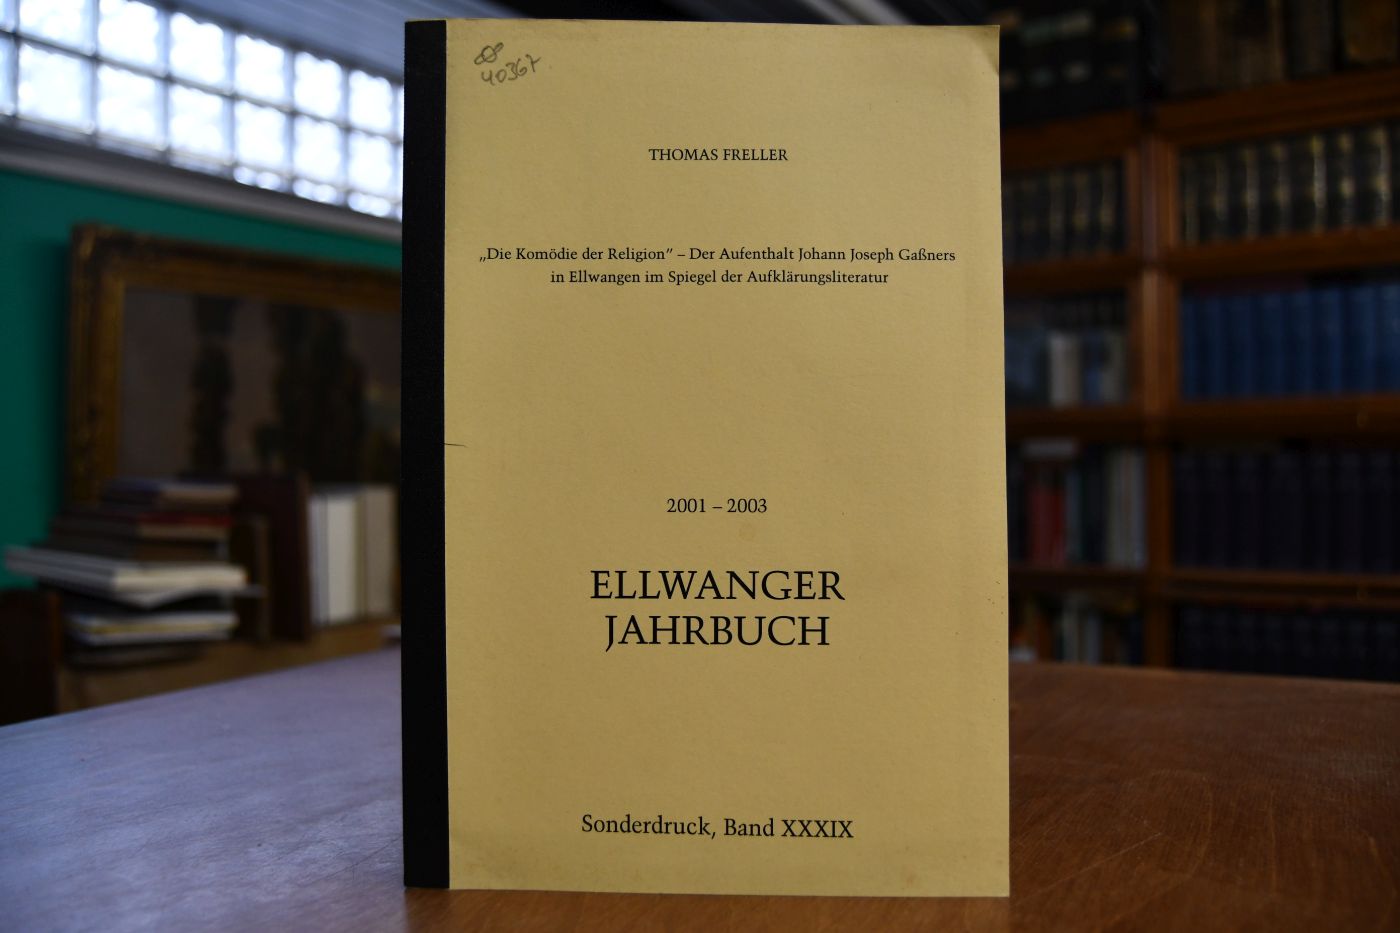 40367
THOMAS FRELLER
„Die Komödie der Religion” – Der Aufenthalt Johann Joseph Gaßners
in Ellwangen im Spiegel der Aufklärungsliteratur
2001 – 2003
ELLWANGER
JAHRBUCH
Sonderdruck, Band XXXIX